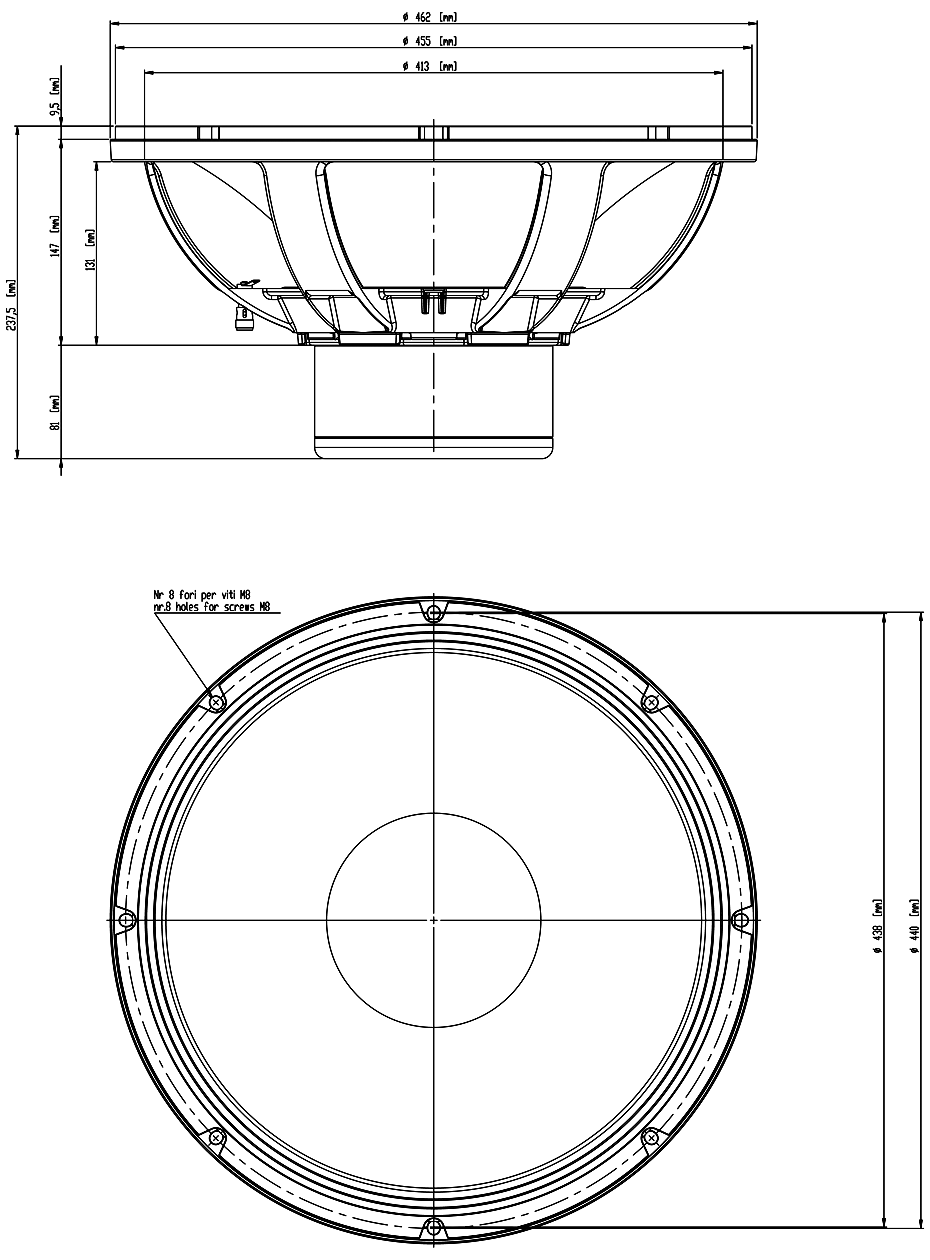 ø 462 [mm]
ø 455 [mm]
ø 413 [mm]
9,5 [mm]
147 [mm]
131 [mm]
237,5 [mm]
81 [mm]
Nr 8 fori per viti M8
nr.8 holes for screws M8
ø 438 [mm]
ø 440 [mm]